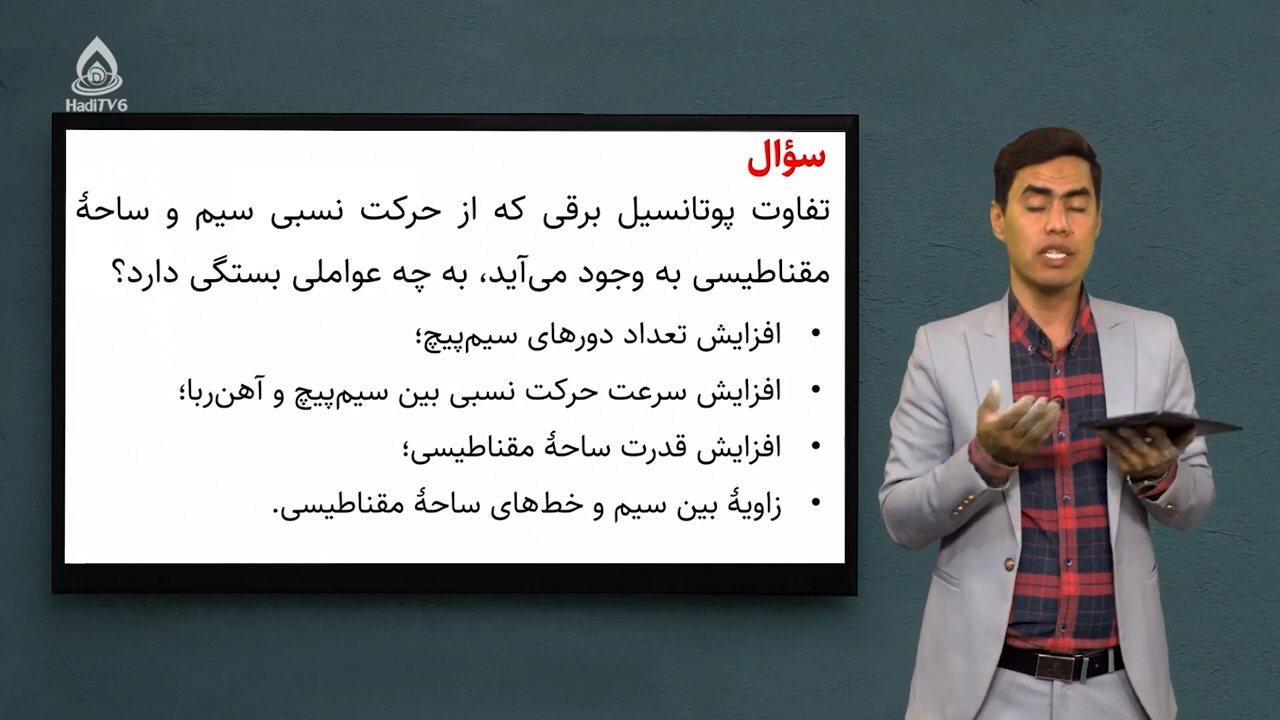 HadiTV6
سؤال
تفاوت پوتانسیل برقی که از حرکت نسبی سیم و ساحهٔ
مقناطیسی به وجود می‌آید، به چه عواملی بستگی دارد؟
• افزایش تعداد دورهای سیم‌پیچ؛
• افزایش سرعت حرکت نسبی بین سیم‌پیچ و آهن‌ربا؛
• افزایش قدرت ساحهٔ مقناطیسی؛
• زاویهٔ بین سیم و خط‌های ساحهٔ مقناطیسی.